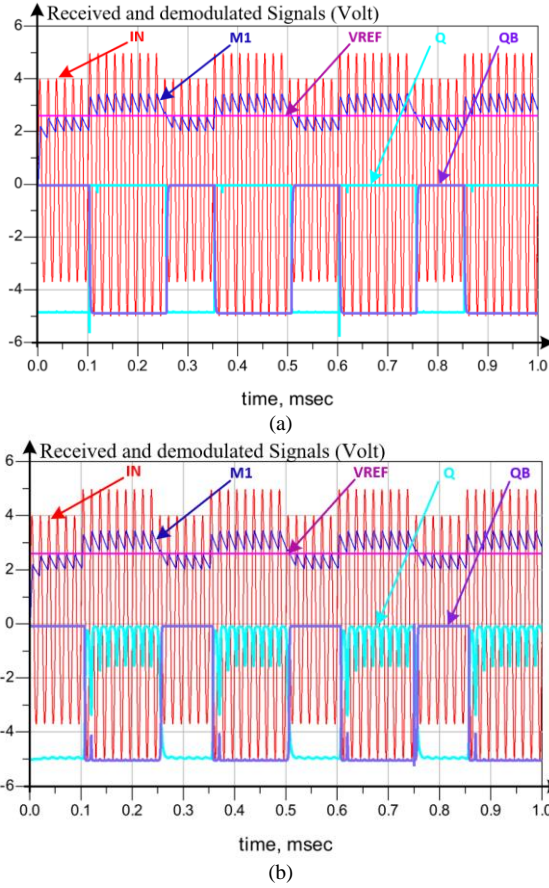 Received and demodulated Signals (Volt)
IN M1 VREF Q QB
6
4
2
0
-2
-4
-6
0.0 0.1 0.2 0.3 0.4 0.5 0.6 0.7 0.8 0.9 1.0
time, msec
(a)
Received and demodulated Signals (Volt)
IN M1 VREF Q QB
6
4
2
0
-2
-4
-6
0.0 0.1 0.2 0.3 0.4 0.5 0.6 0.7 0.8 0.9 1.0
time, msec
(b)